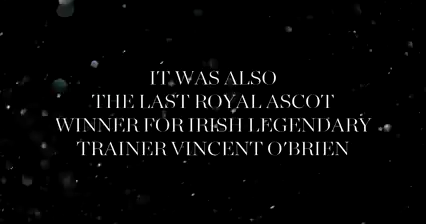 IT WAS ALSO
THE LAST ROYAL ASCOT
WINNER FOR IRISH LEGENDARY
TRAINER VINCENT O'BRIEN